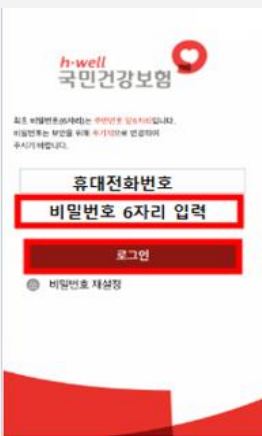 h·well
국민건강보험
최초 비밀번호(6자리)는 주민번호 앞6자리입니다.
비밀번호는 보안을 위해 주기적으로 변경하여
주시기 바랍니다.
휴대전화번호
비밀번호 6자리 입력
로그인
비밀번호 재설정